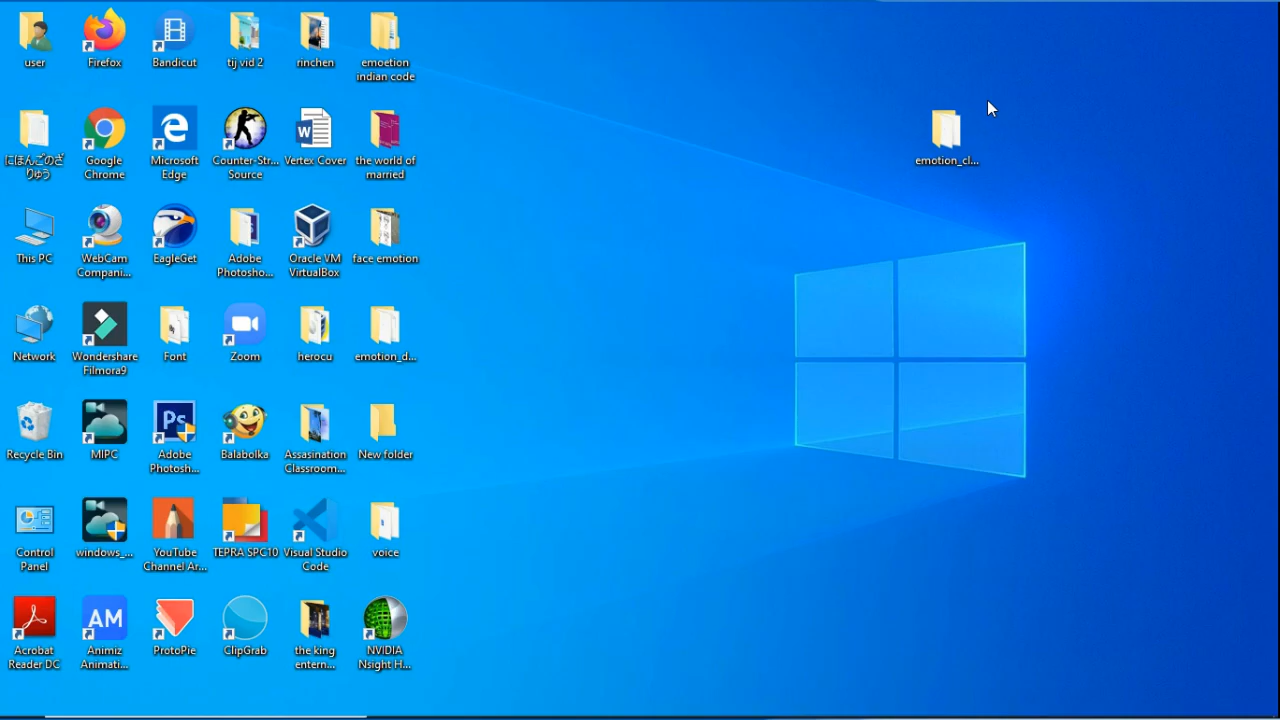 user
Firefox
Bandicut
tij vid 2
rinchen
emoetion
indian code
にほんごのざ
りゅう
Google
Chrome
Microsoft
Edge
Counter-Str...
Source
Vertex Cover
the world of
married
emotion_cl...
This PC
WebCam
Compani...
EagleGet
Adobe
Photosho...
Oracle VM
VirtualBox
face emotion
Network
Wondershare
Filmora9
Font
Zoom
herocu
emotion_d...
Recycle Bin
MIPC
Adobe
Photosh...
Balabolka
Assasination
Classroom...
New folder
Control
Panel
windows_...
YouTube
Channel Ar...
TEPRA SPC10
Visual Studio
Code
voice
Acrobat
Reader DC
Animiz
Animati...
ProtoPie
ClipGrab
the king
entern...
NVIDIA
Nsight H...
W
Ps
AM